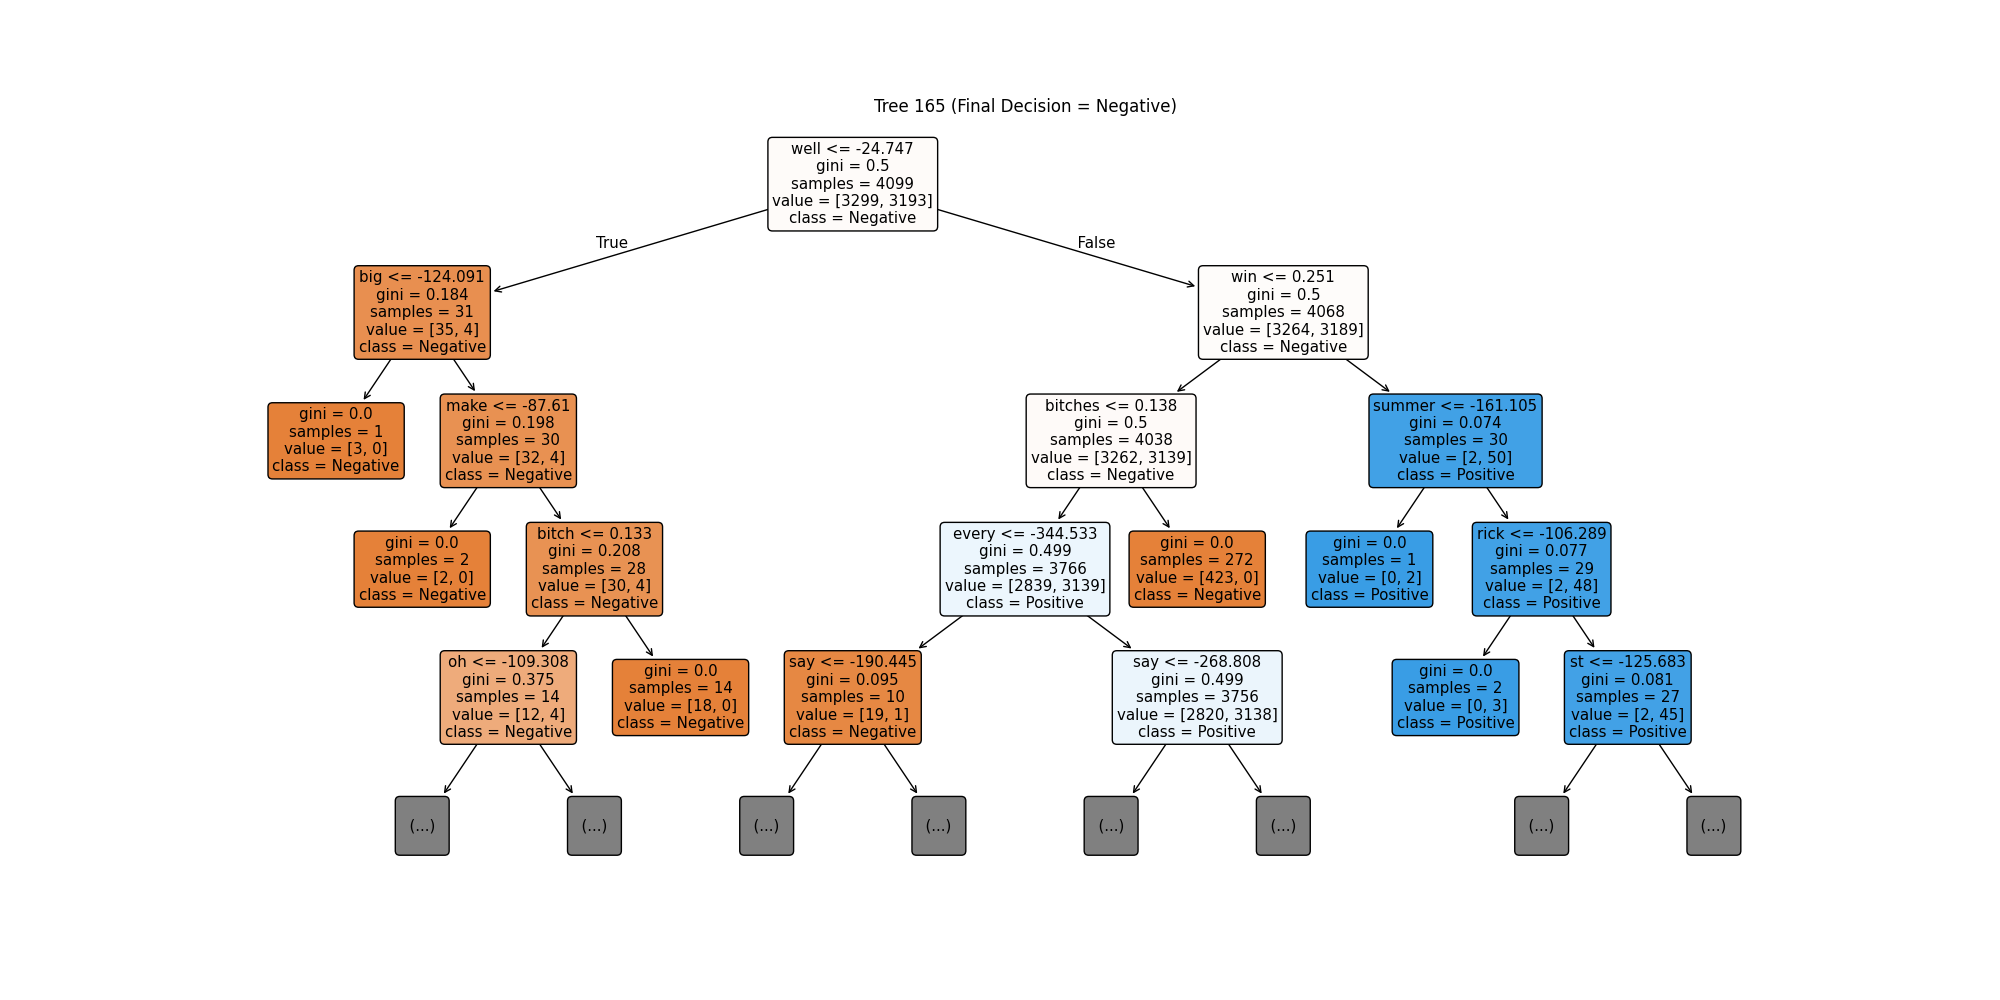 Tree 165 (Final Decision = Negative)
well <= -24.747
gini = 0.5
samples = 4099
value = [3299, 3193]
class = Negative
True
False
big <= -124.091
gini = 0.184
samples = 31
value = [35, 4]
class = Negative
win <= 0.251
gini = 0.5
samples = 4068
value = [3264, 3189]
class = Negative
gini = 0.0
samples = 1
value = [3, 0]
class = Negative
make <= -87.61
gini = 0.198
samples = 30
value = [32, 4]
class = Negative
bitches <= 0.138
gini = 0.5
samples = 4038
value = [3262, 3139]
class = Negative
summer <= -161.105
gini = 0.074
samples = 30
value = [2, 50]
class = Positive
gini = 0.0
samples = 2
value = [2, 0]
class = Negative
bitch <= 0.133
gini = 0.208
samples = 28
value = [30, 4]
class = Negative
every <= -344.533
gini = 0.499
samples = 3766
value = [2839, 3139]
class = Positive
gini = 0.0
samples = 272
value = [423, 0]
class = Negative
gini = 0.0
samples = 1
value = [0, 2]
class = Positive
rick <= -106.289
gini = 0.077
samples = 29
value = [2, 48]
class = Positive
oh <= -109.308
gini = 0.375
samples = 14
value = [12, 4]
class = Negative
gini = 0.0
samples = 14
value = [18, 0]
class = Negative
say <= -190.445
gini = 0.095
samples = 10
value = [19, 1]
class = Negative
say <= -268.808
gini = 0.499
samples = 3756
value = [2820, 3138]
class = Positive
gini = 0.0
samples = 2
value = [0, 3]
class = Positive
st <= -125.683
gini = 0.081
samples = 27
value = [2, 45]
class = Positive
(...)
(...)
(...)
(...)
(...)
(...)
(...)
(...)